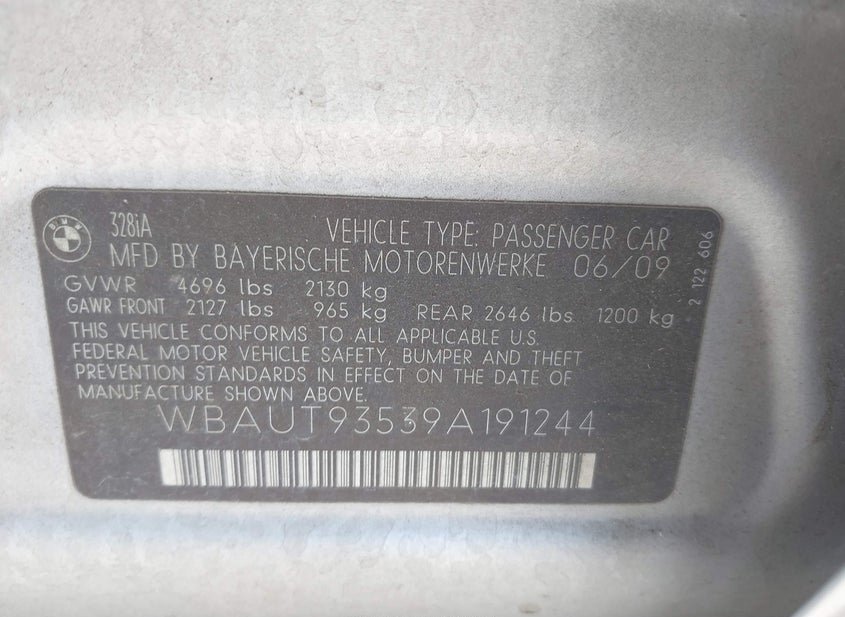 BMW
328iA
VEHICLE TYPE: PASSENGER CAR
MFD BY BAYERISCHE MOTORENWERKE 06/09
GVWR 4696 lbs 2130 kg
GAWR FRONT 2127 lbs 965 kg REAR 2646 lbs 1200 kg
THIS VEHICLE CONFORMS TO ALL APPLICABLE U.S.
FEDERAL MOTOR VEHICLE SAFETY, BUMPER AND THEFT
PREVENTION STANDARDS IN EFFECT ON THE DATE OF
MANUFACTURE SHOWN ABOVE.
WBAUT93539A191244
2 122 606